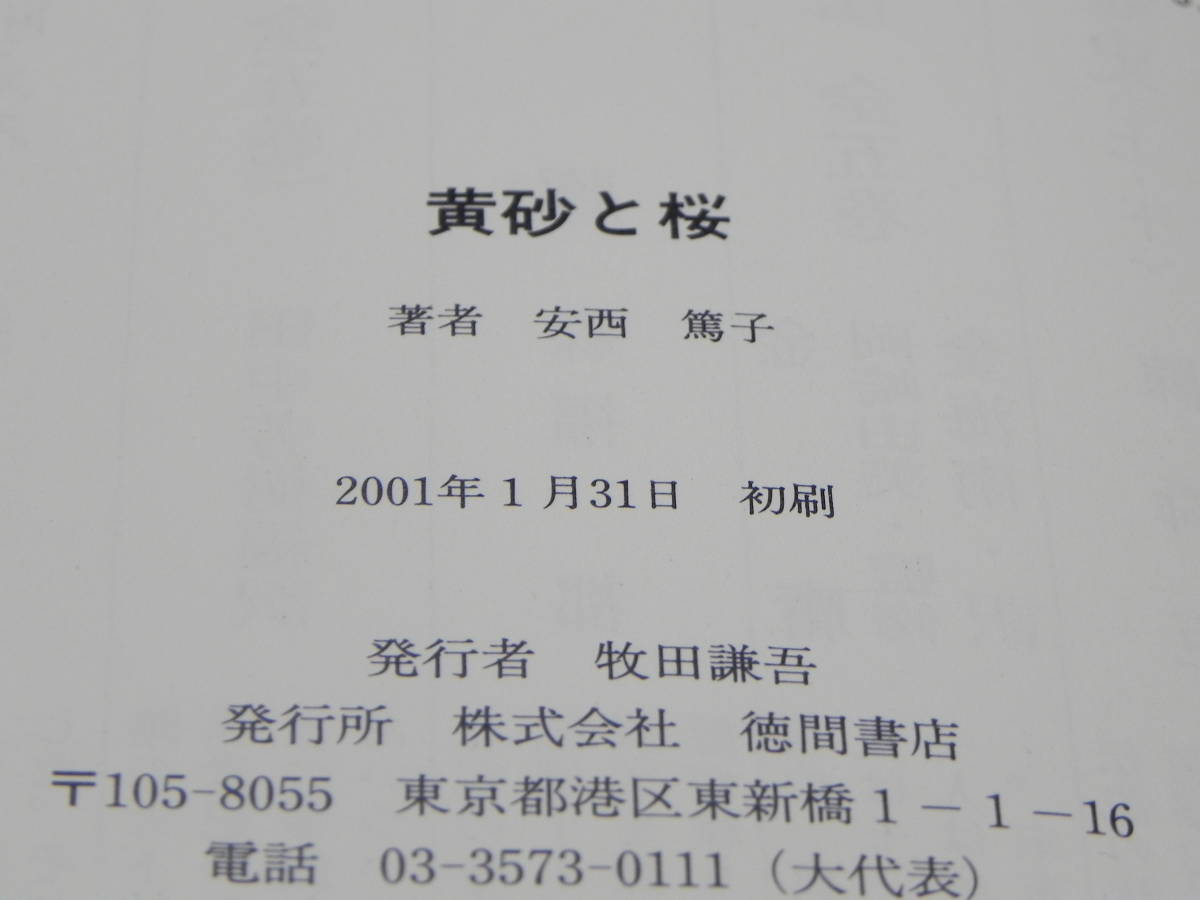 黄砂と桜
著者　安西　篤子
2001年1月31日　初刷
発行者　牧田謙吾
発行所　株式会社　徳間書店
〒105-8055　東京都港区東新橋1－1－16
電話　03-3573-0111（大代表）